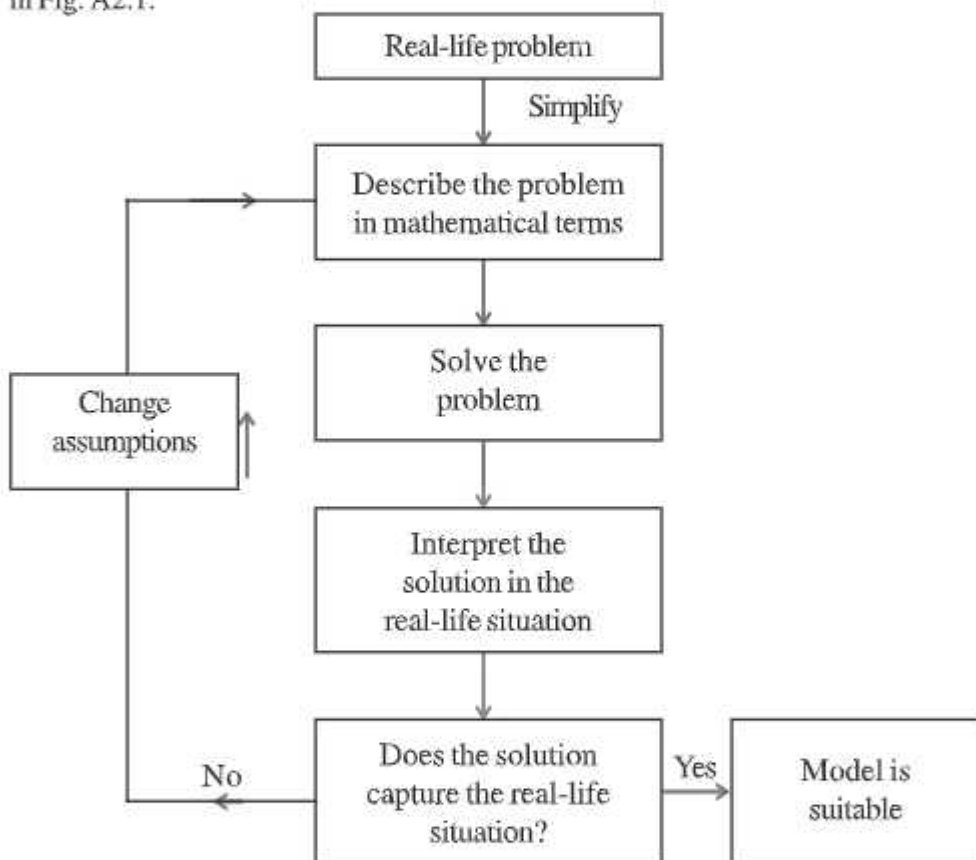 in Fig. A2.1.
Real-life problem
Simplify
Describe the problem
in mathematical terms
Solve the
problem
Change
assumptions
Interpret the
solution in the
real-life situation
Does the solution
capture the real-life
situation?
No
Yes
Model is
suitable